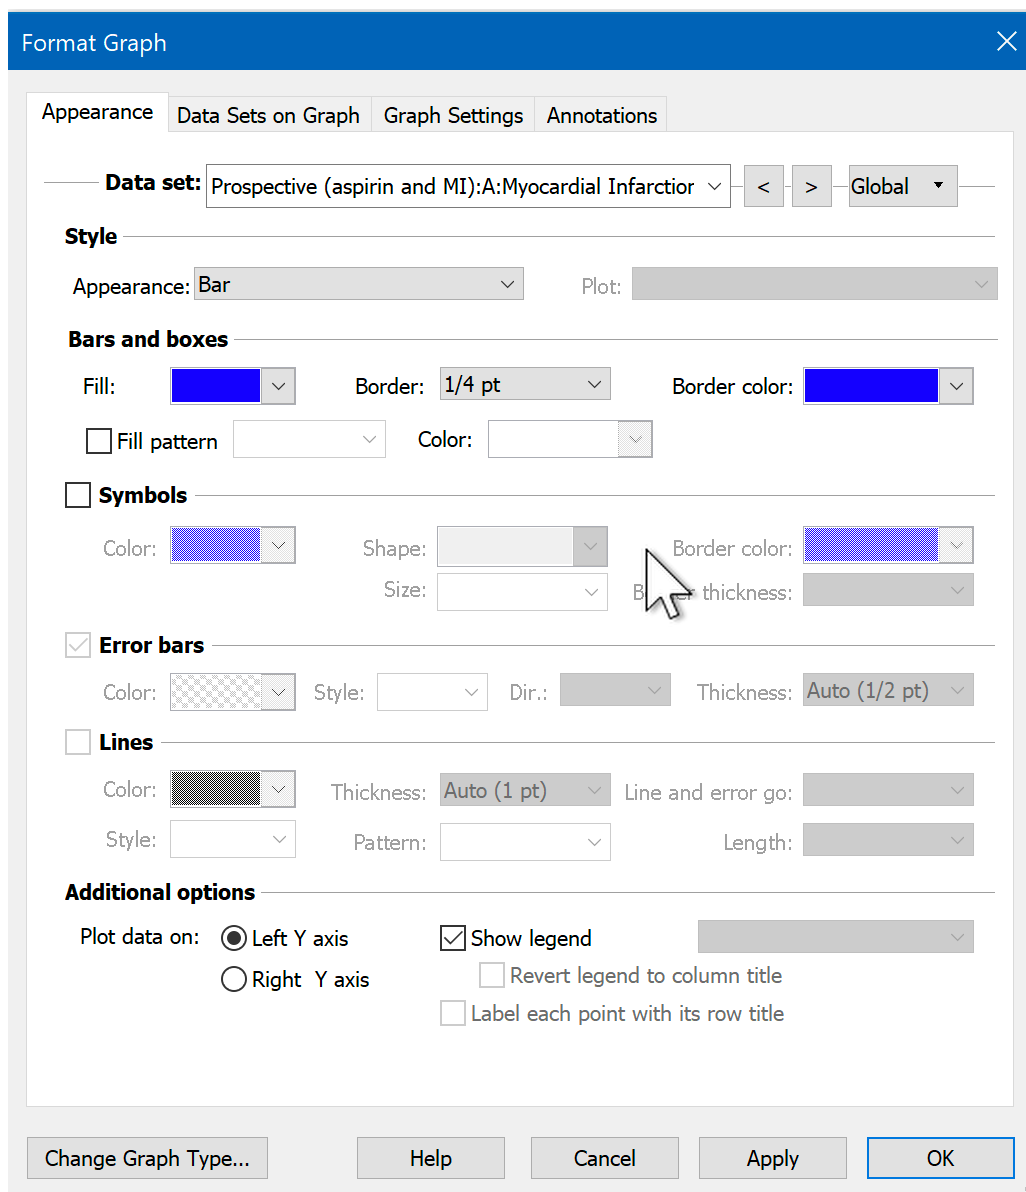 Format Graph
Appearance Data Sets on Graph Graph Settings Annotations
Data set: Prospective (aspirin and MI):A:Myocardial Infarction < > Global
Style
Appearance: Bar Plot:
Bars and boxes
Fill: Border: 1/4 pt Border color:
Fill pattern Color:
Symbols
Color: Shape: Border color:
Size: thickness:
Error bars
Color: Style: Dir.: Thickness: Auto (1/2 pt)
Lines
Color: Thickness: Auto (1 pt) Line and error go:
Style: Pattern: Length:
Additional options
Plot data on: Left Y axis Show legend
Right Y axis Revert legend to column title
Label each point with its row title
Change Graph Type... Help Cancel Apply OK